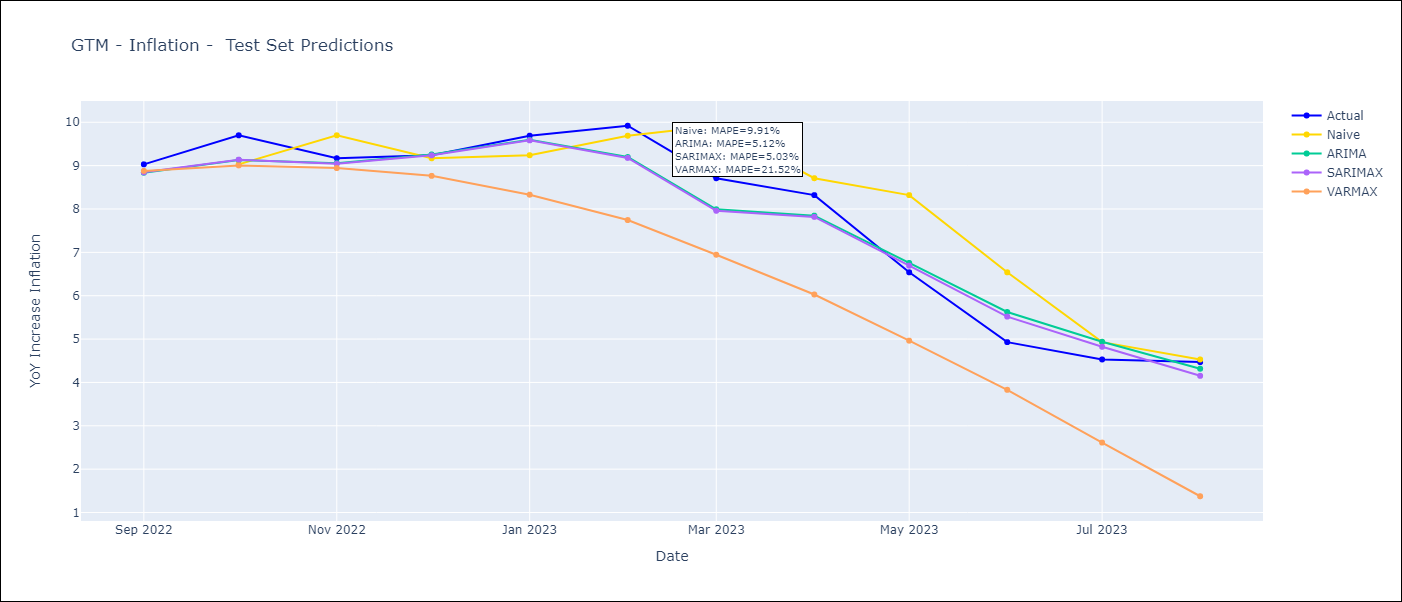 GTM - Inflation -  Test Set Predictions
10
9
8
7
6
5
4
3
2
1
YoY Increase Inflation
Sep 2022
Nov 2022
Jan 2023
Mar 2023
May 2023
Jul 2023
Date
Naive: MAPE=9.91%
ARIMA: MAPE=5.12%
SARIMAX: MAPE=5.03%
VARMAX: MAPE=21.52%
Actual
Naive
ARIMA
SARIMAX
VARMAX